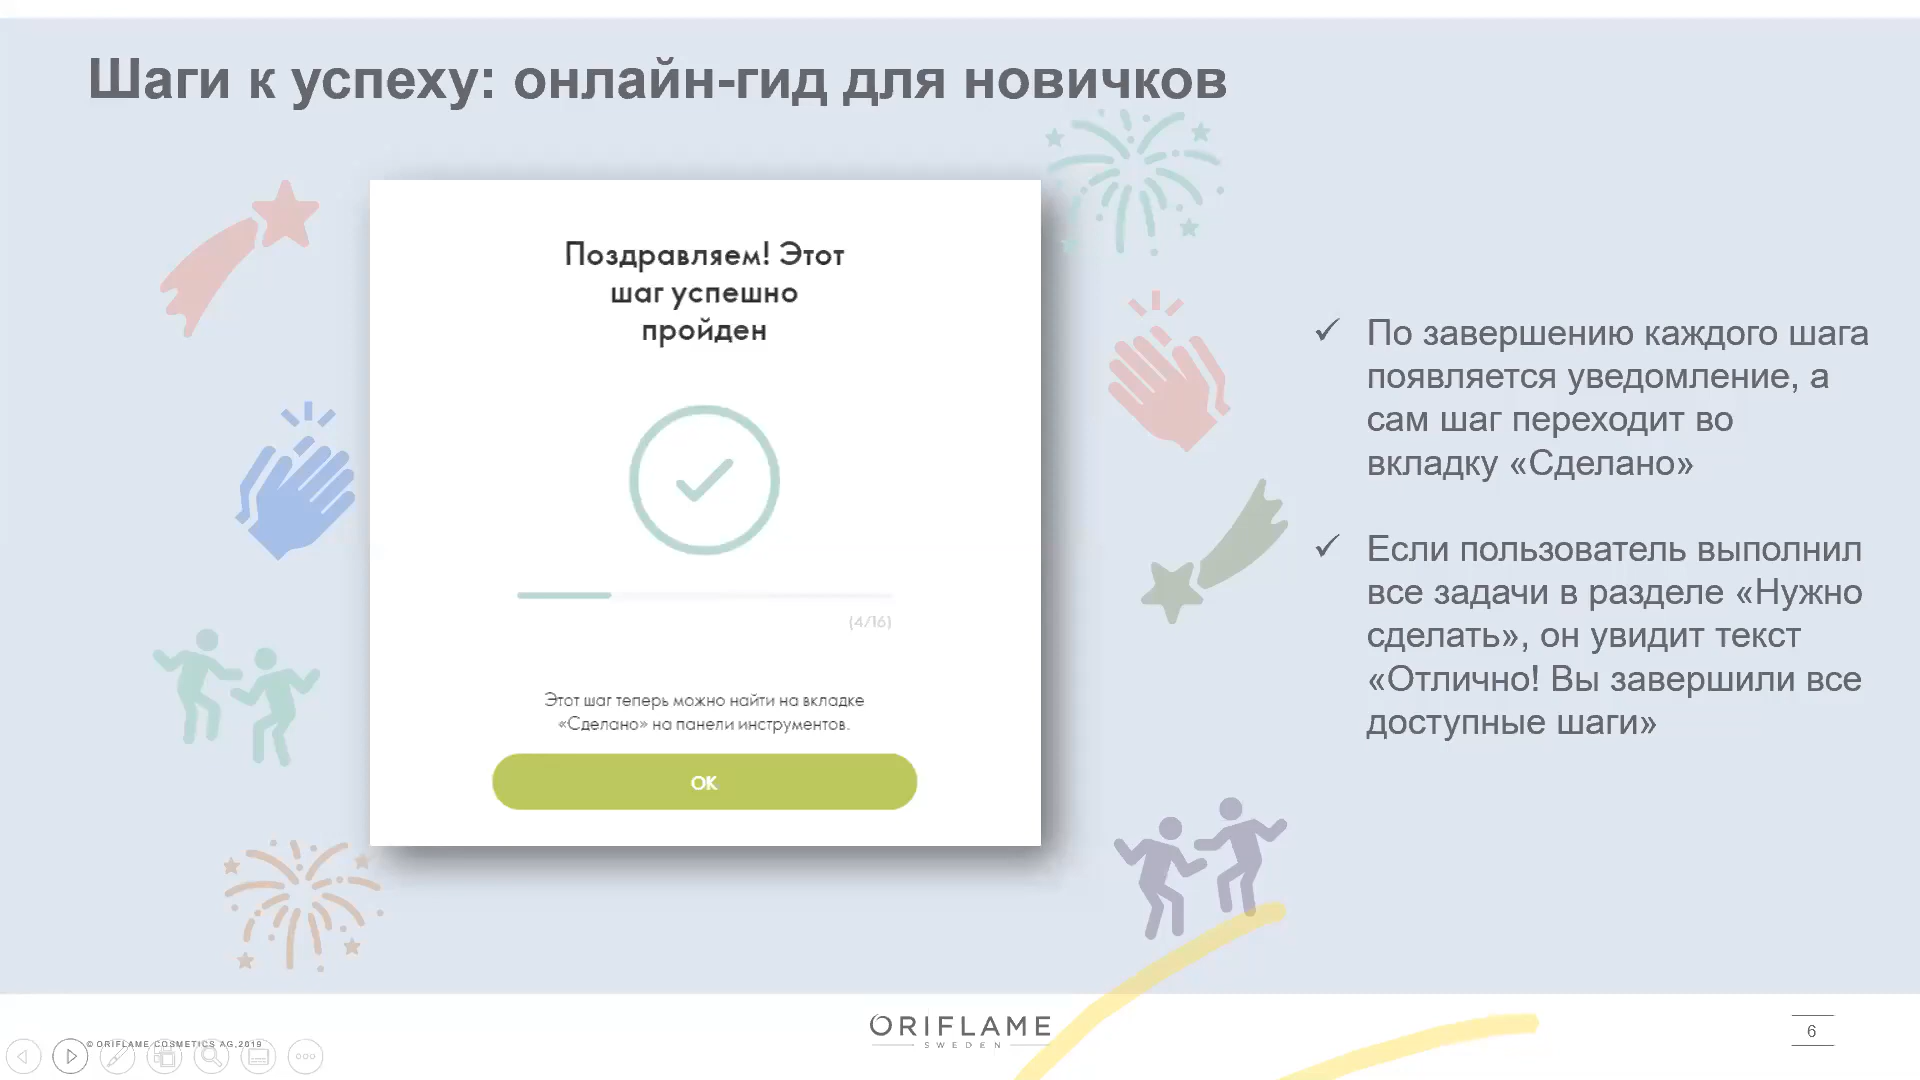 Шаги к успеху: онлайн-гид для новичков
Поздравляем! Этот
шаг успешно
пройден
(4/16)
Этот шаг теперь можно найти на вкладке
«Сделано» на панели инструментов.
ОК
По завершению каждого шага
появляется уведомление, а
сам шаг переходит во
вкладку «Сделано»
Если пользователь выполнил
все задачи в разделе «Нужно
сделать», он увидит текст
«Отлично! Вы завершили все
доступные шаги»
© ORIFLAME COSMETICS AG,2019
ORIFLAME
SWEDEN
6